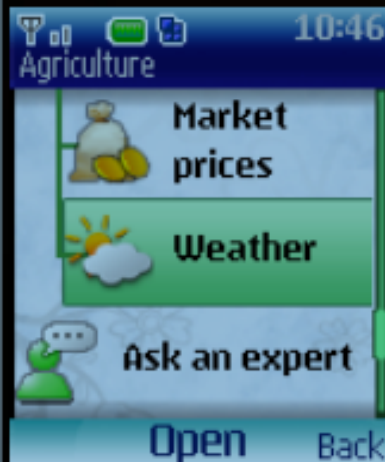 10:46
Agriculture
Market
prices
Weather
Ask an expert
Open Back